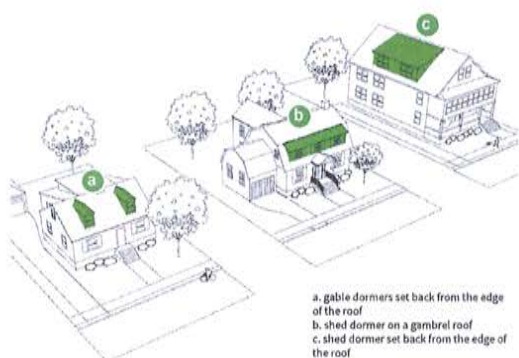 c
b
a
a. gable dormers set back from the edge
of the roof
b. shed dormer on a gambrel roof
c. shed dormer set back from the edge of
the roof